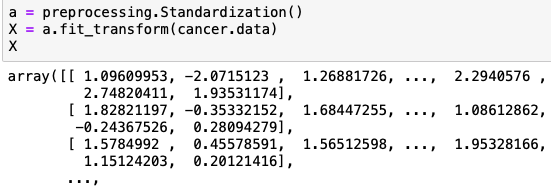 a = preprocessing.Standardization()
X = a.fit_transform(cancer.data)
X
array([[ 1.09609953, -2.0715123 ,  1.26881726, ...,  2.2940576 ,
         2.74820411,  1.93531174],
       [ 1.82821197, -0.35332152,  1.68447255, ...,  1.08612862,
        -0.24367526,  0.28094279],
       [ 1.5784992 ,  0.45578591,  1.56512598, ...,  1.95328166,
         1.15124203,  0.20121416],
       ...,